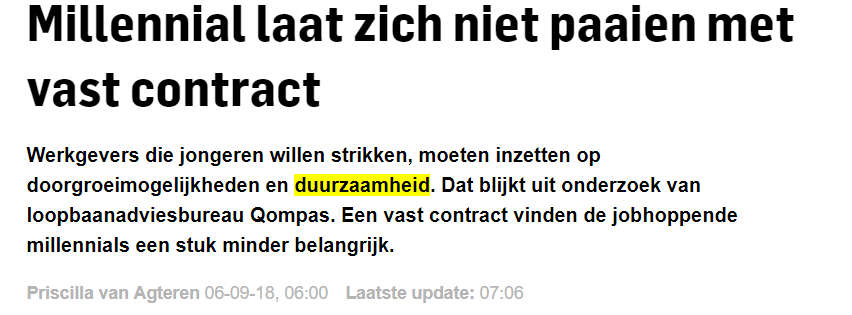 Millennial laat zich niet paaien met
vast contract
Werkgevers die jongeren willen strikken, moeten inzetten op
doorgroeimogelijkheden en duurzaamheid. Dat blijkt uit onderzoek van
loopbaanadviesbureau Qompas. Een vast contract vinden de jobhoppende
millennials een stuk minder belangrijk.
Priscilla van Agteren 06-09-18, 06:00 Laatste update: 07:06